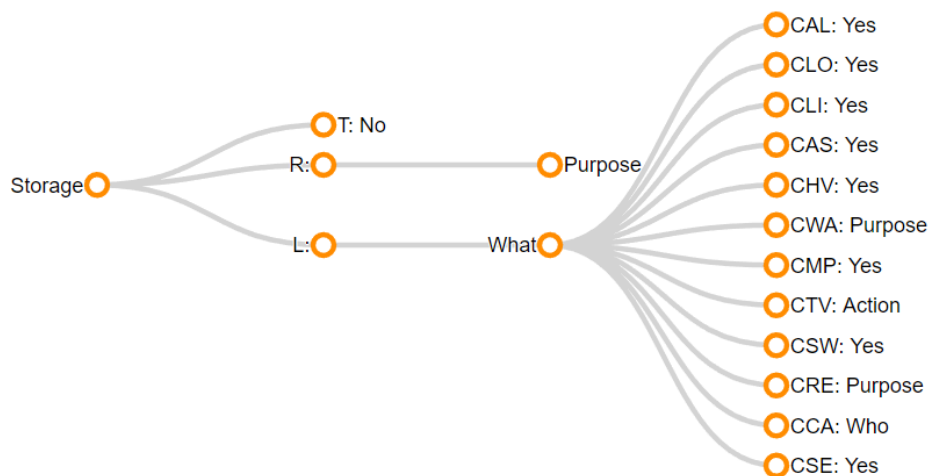 Storage
T: No
R:
Purpose
L:
What
CAL: Yes
CLO: Yes
CLI: Yes
CAS: Yes
CHV: Yes
CWA: Purpose
CMP: Yes
CTV: Action
CSW: Yes
CRE: Purpose
CCA: Who
CSE: Yes